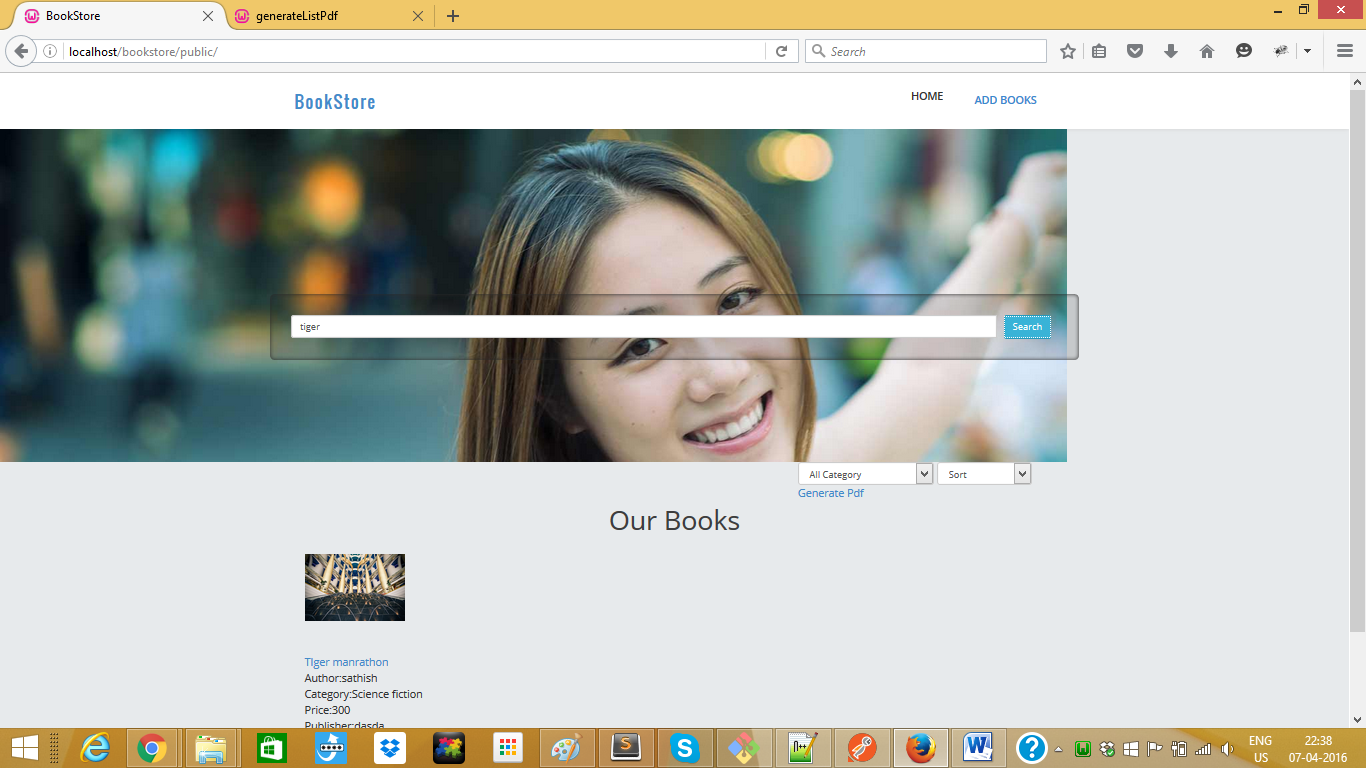 BookStore
generateListPdf
localhost/bookstore/public/
Search
BookStore
HOME
ADD BOOKS
tiger
Search
All Category
Sort
Generate Pdf
Our Books
TIger manrathon
Author:sathish
Category:Science fiction
Price:300
Publisher:dasda
ENG
US
22:38
07-04-2016